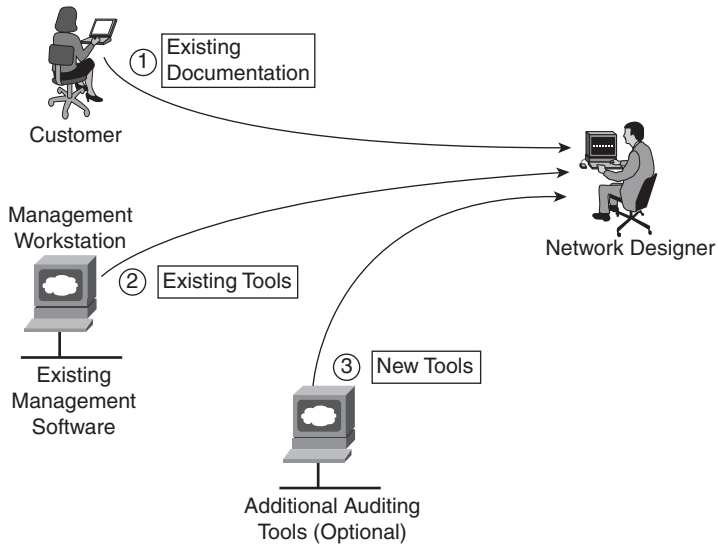 1
Existing
Documentation
Customer
Network Designer
Management
Workstation
2
Existing Tools
3
New Tools
Existing
Management
Software
Additional Auditing
Tools (Optional)